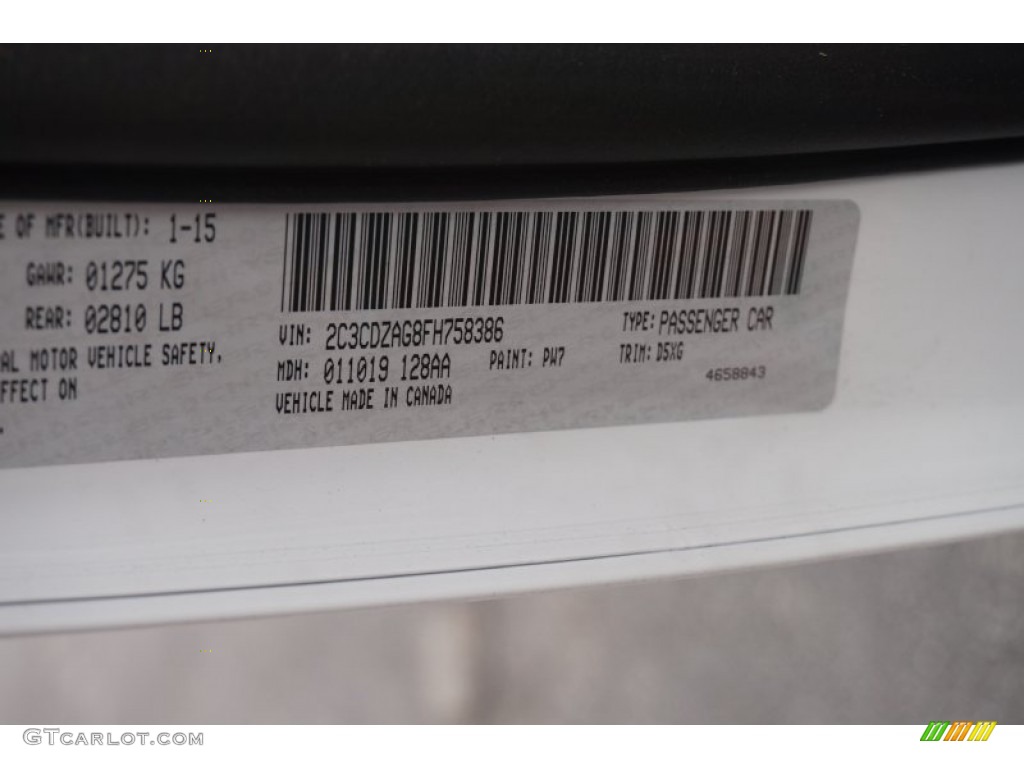 E OF MFR(BUILT): 1-15
GAWR: 01275 KG
REAR: 02810 LB
AL MOTOR VEHICLE SAFETY,
FFECT ON
VIN: 2C3CDZAG8FH758386
TYPE: PASSENGER CAR
MDH: 011019 128AA
PAINT: PW7
TRIM: D5XG
VEHICLE MADE IN CANADA
4658843
GTCarlot.com